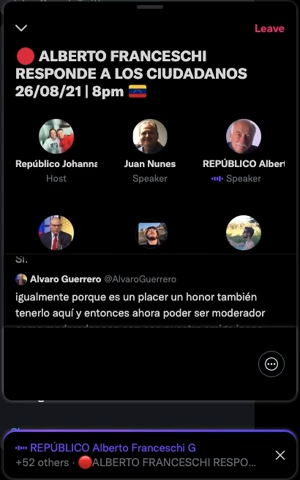 Leave
🔴 ALBERTO FRANCESCHI
RESPONDE A LOS CIUDADANOS
26/08/21 | 8pm 🇻🇪
Repúblico Johanna
Juan Nunes
REPÚBLICO Albert
Host
Speaker
Speaker
Sí.
Alvaro Guerrero @AlvaroGuerrero
igualmente porque es un placer un honor también
tenerlo aquí y entonces ahora poder ser moderador
REPÚBLICO Alberto Franceschi G
+52 others · 🔴ALBERTO FRANCESCHI RESPO...